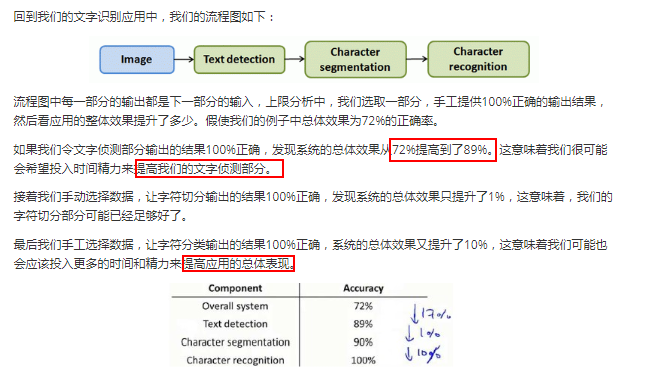 回到我们的文字识别应用中，我们的流程图如下：
Image
Text detection
Character
segmentation
Character
recognition
流程图中每一部分的输出都是下一部分的输入，上限分析中，我们选取一部分，手工提供100%正确的输出结果，
然后看应用的整体效果提升了多少。假使我们的例子中总体效果为72%的正确率。
如果我们令文字侦测部分输出的结果100%正确，发现系统的总体效果从72%提高到了89%。这意味着我们很可能
会希望投入时间精力来提高我们的文字侦测部分。
接着我们手动选择数据，让字符切分输出的结果100%正确，发现系统的总体效果只提升了1%，这意味着，我们的
字符切分部分可能已经足够好了。
最后我们手工选择数据，让字符分类输出的结果100%正确，系统的总体效果又提升了10%，这意味着我们可能也
会应该投入更多的时间和精力来提高应用的总体表现。
Component Accuracy
Overall system 72%
Text detection 89%
Character segmentation 90%
Character recognition 100%
↓17%
↓1%
↓10%